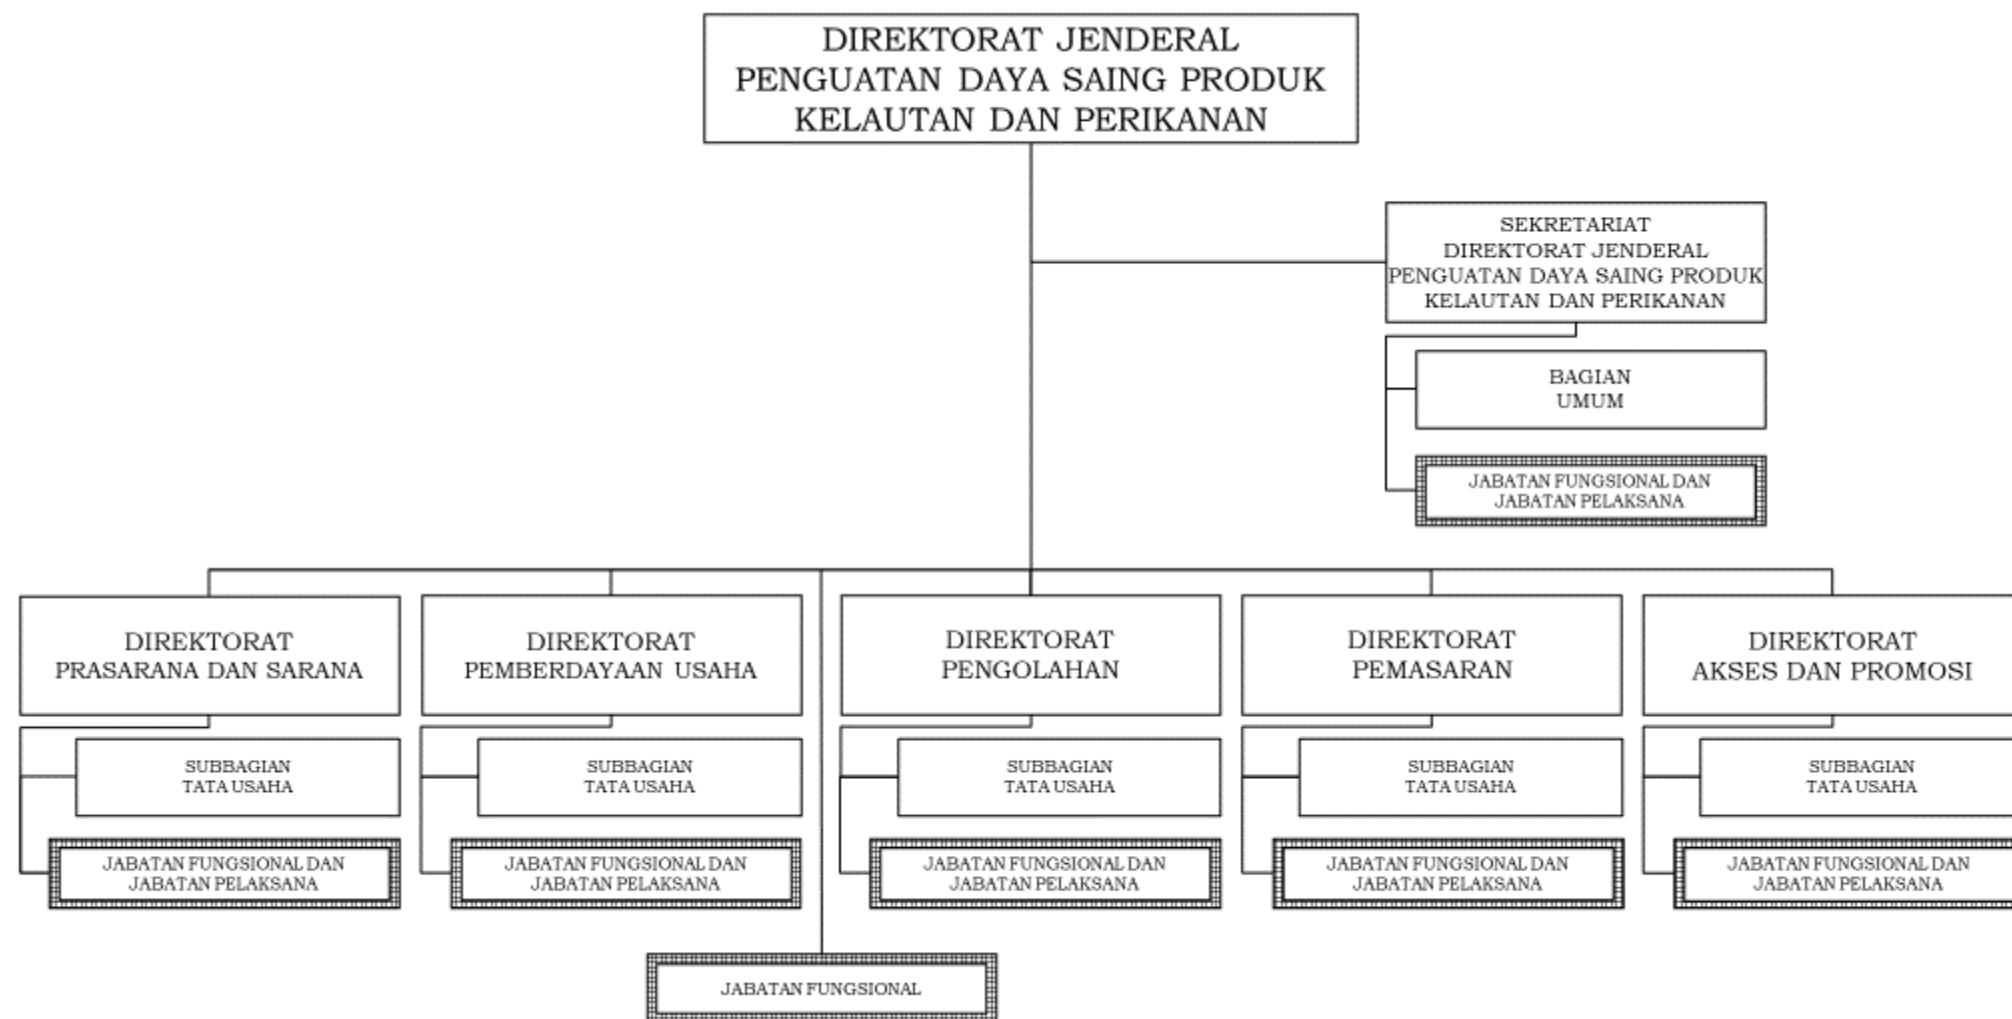 DIREKTORAT JENDERAL
PENGUATAN DAYA SAING PRODUK
KELAUTAN DAN PERIKANAN
SEKRETARIAT
DIREKTORAT JENDERAL
PENGUATAN DAYA SAING PRODUK
KELAUTAN DAN PERIKANAN
BAGIAN
UMUM
JABATAN FUNGSIONAL DAN
JABATAN PELAKSANA
DIREKTORAT
PRASARANA DAN SARANA
DIREKTORAT
PEMBERDAYAAN USAHA
DIREKTORAT
PENGOLAHAN
DIREKTORAT
PEMASARAN
DIREKTORAT
AKSES DAN PROMOSI
SUBBAGIAN
TATA USAHA
SUBBAGIAN
TATA USAHA
SUBBAGIAN
TATA USAHA
SUBBAGIAN
TATA USAHA
SUBBAGIAN
TATA USAHA
JABATAN FUNGSIONAL DAN
JABATAN PELAKSANA
JABATAN FUNGSIONAL DAN
JABATAN PELAKSANA
JABATAN FUNGSIONAL DAN
JABATAN PELAKSANA
JABATAN FUNGSIONAL DAN
JABATAN PELAKSANA
JABATAN FUNGSIONAL DAN
JABATAN PELAKSANA
JABATAN FUNGSIONAL